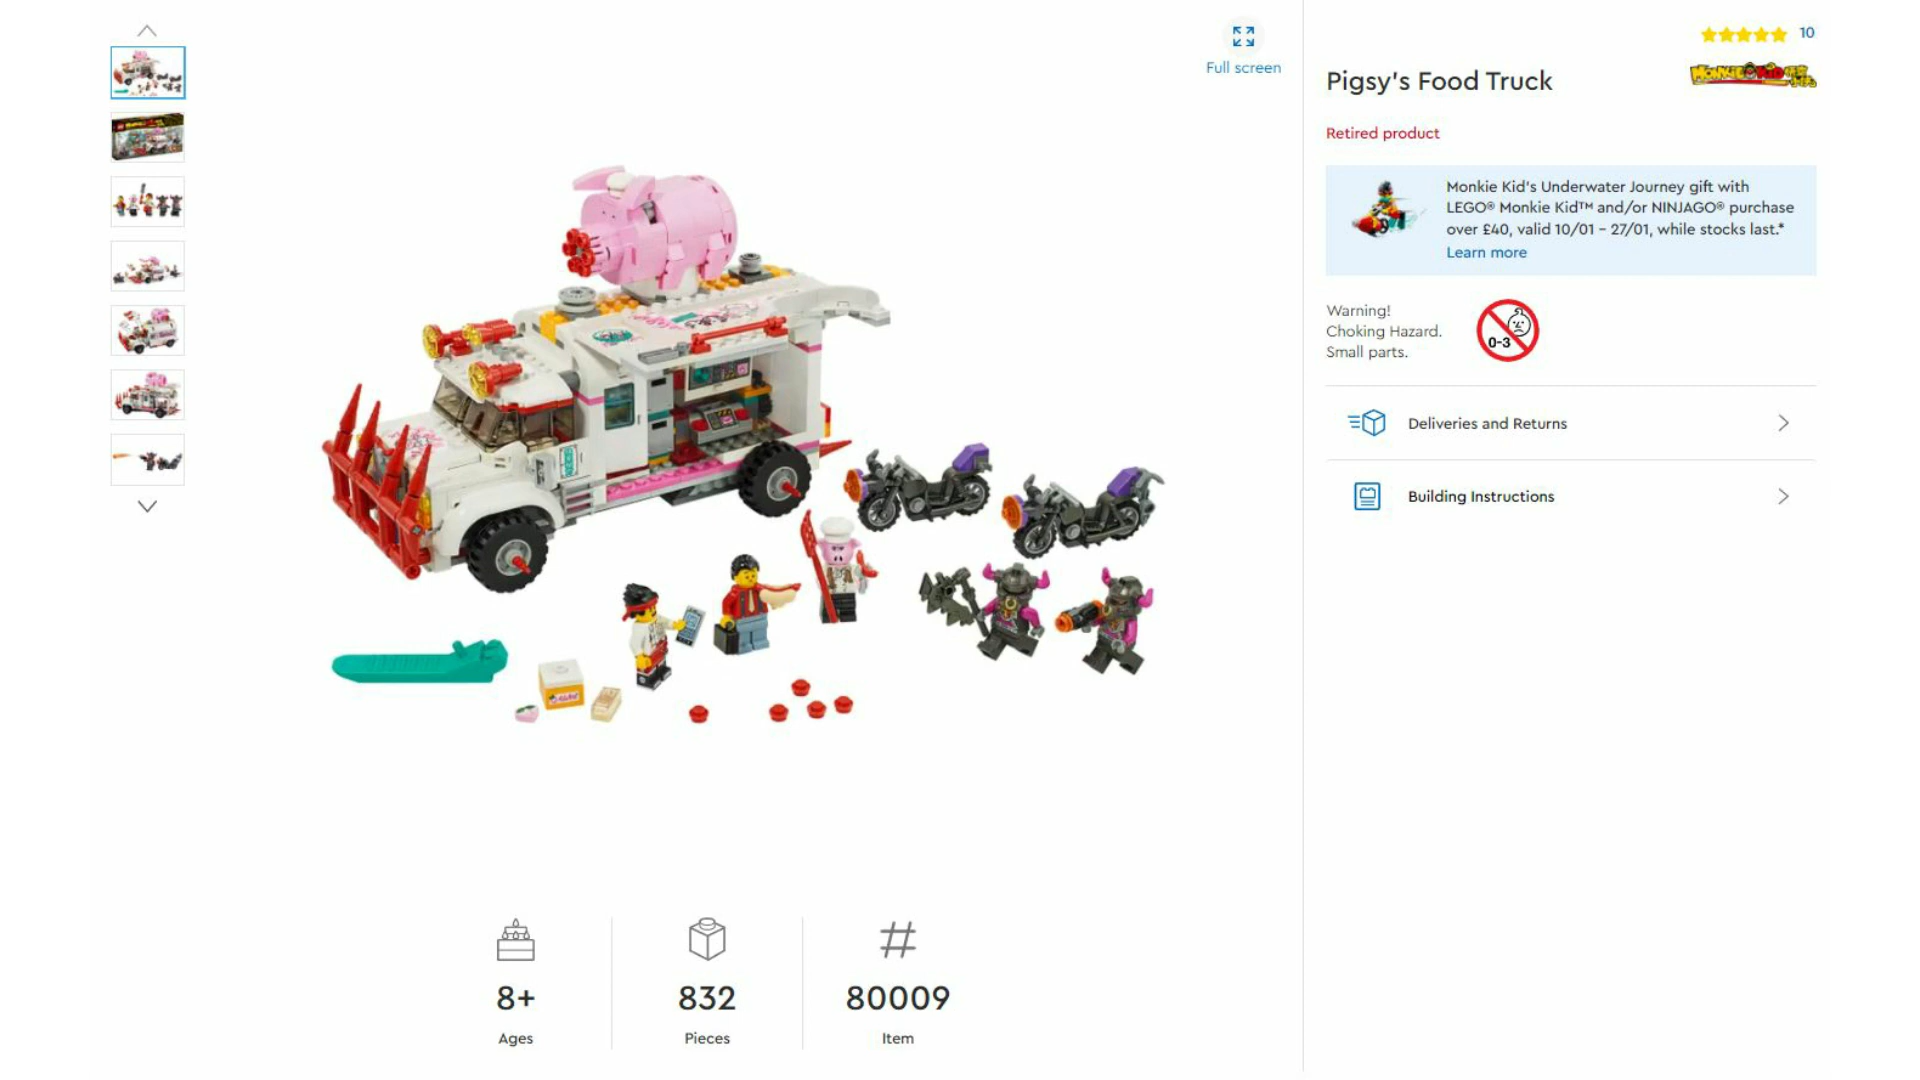 Full screen
10
Pigsy's Food Truck
MONKIE KID
Retired product
Monkie Kid's Underwater Journey gift with
LEGO® Monkie Kid™ and/or NINJAGO® purchase
over £40, valid 10/01 - 27/01, while stocks last.*
Learn more
Warning!
Choking Hazard.
Small parts.
0-3
Deliveries and Returns
Building Instructions
8+
Ages
832
Pieces
80009
Item